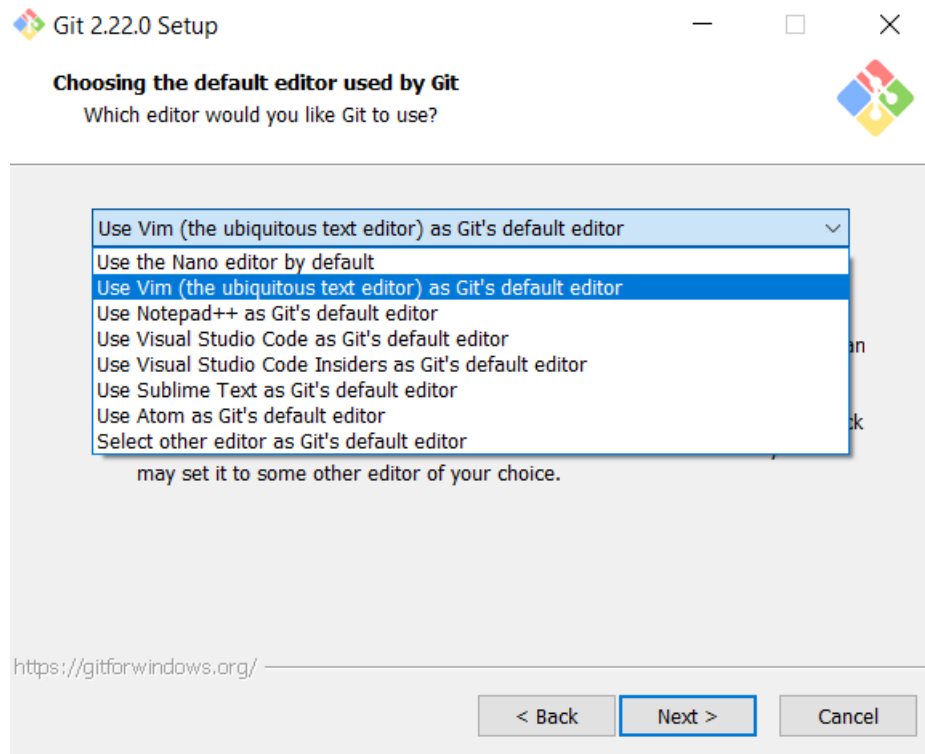 Git 2.22.0 Setup
Choosing the default editor used by Git
Which editor would you like Git to use?
Use Vim (the ubiquitous text editor) as Git's default editor
Use the Nano editor by default
Use Vim (the ubiquitous text editor) as Git's default editor
Use Notepad++ as Git's default editor
Use Visual Studio Code as Git's default editor
Use Visual Studio Code Insiders as Git's default editor
an
Use Sublime Text as Git's default editor
Use Atom as Git's default editor
Select other editor as Git's default editor
may set it to some other editor of your choice.
https://gitforwindows.org/
< Back Next > Cancel